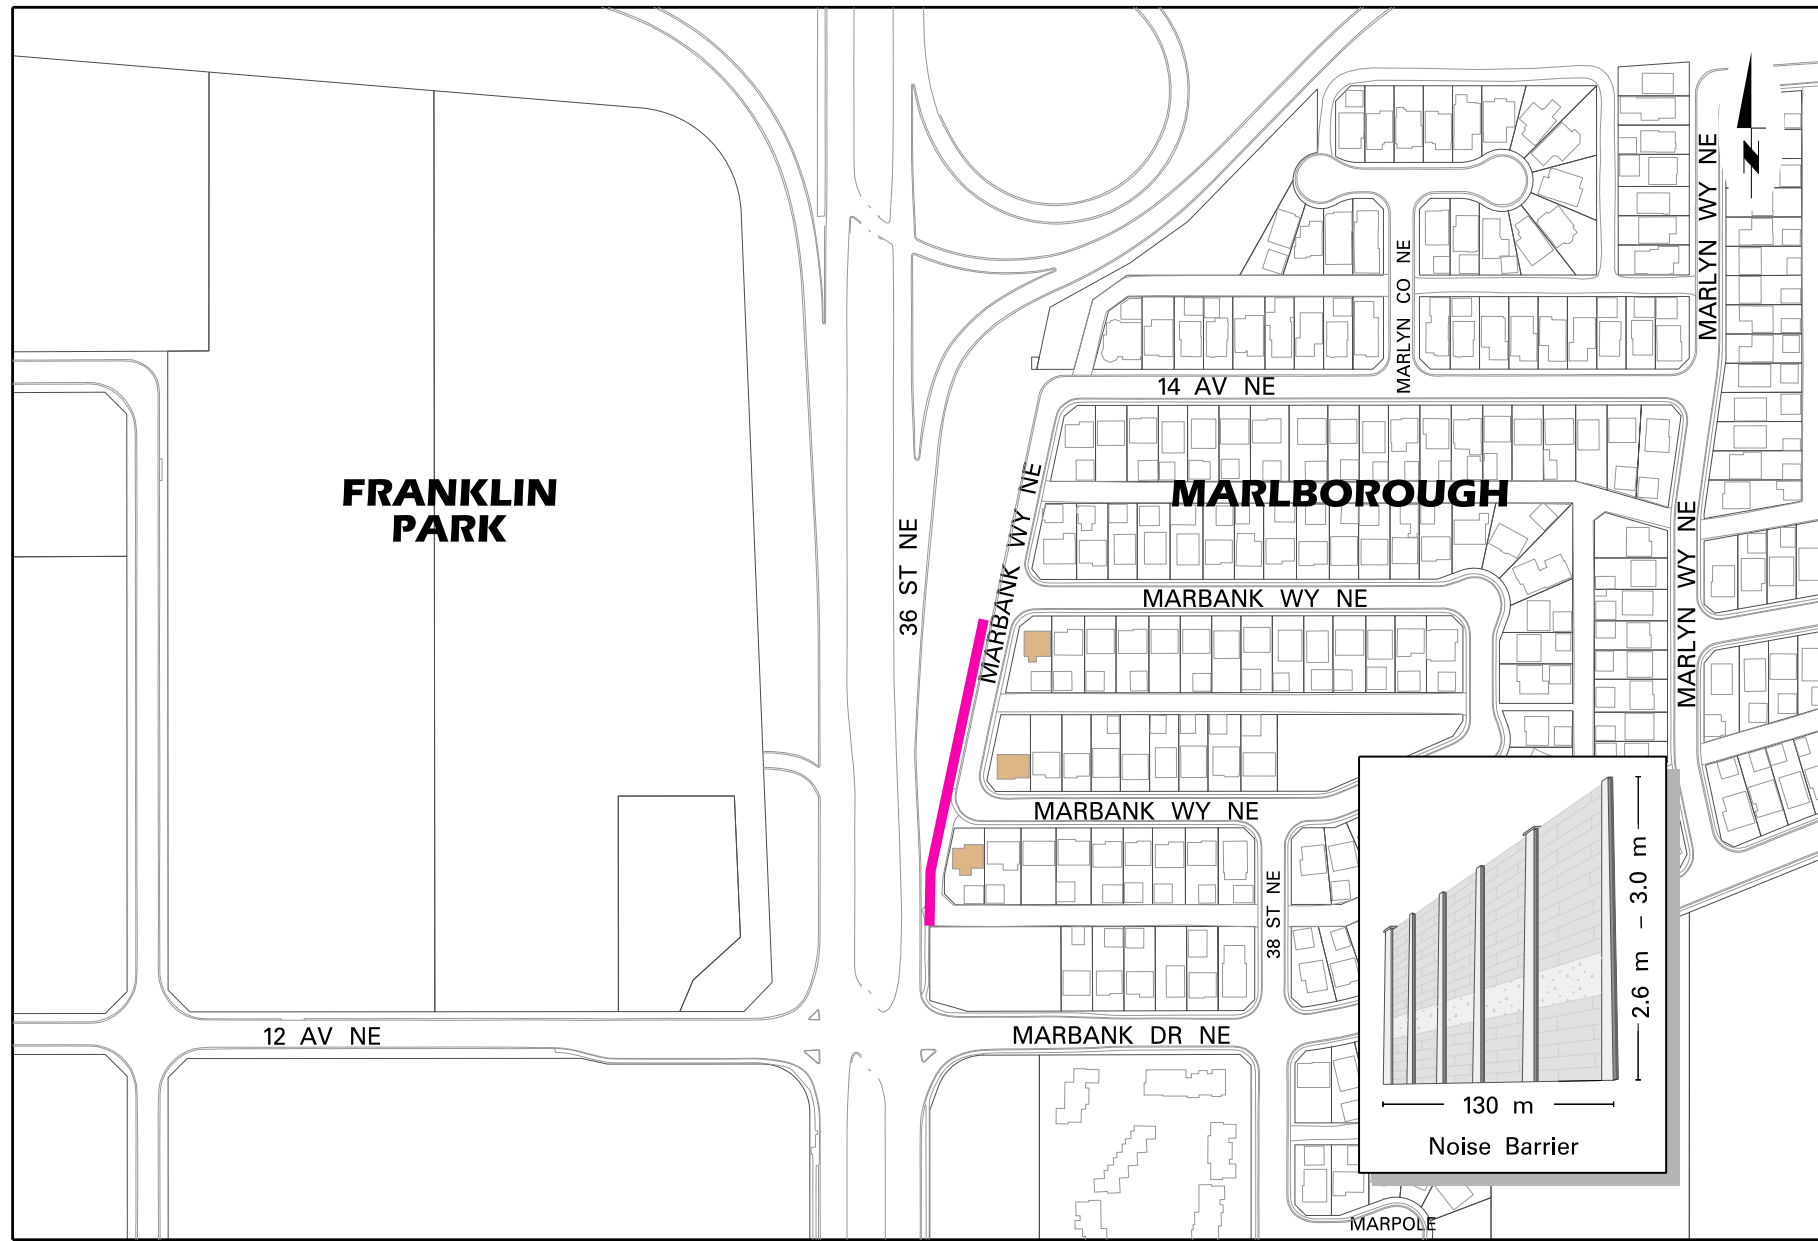 N
MARLYN WY NE
MARLYN CO NE
14 AV NE
FRANKLIN
PARK
MARLBOROUGH
36 ST NE
MARBANK WY NE
MARBANK WY NE
MARLYN WY NE
MARBANK WY NE
38 ST NE
12 AV NE
MARBANK DR NE
2.6 m – 3.0 m
130 m
Noise Barrier
MARPOLE